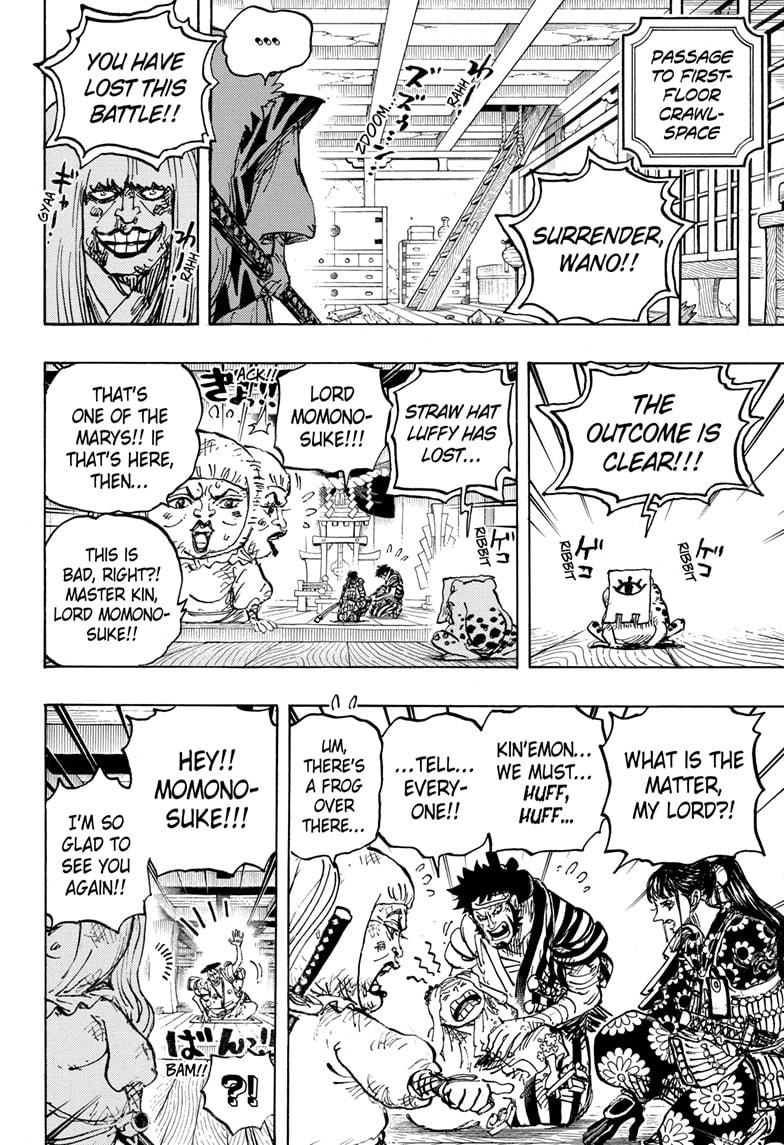 PASSAGE
TO FIRST-
FLOOR
CRAWL-
SPACE
SURRENDER,
WANO!!
RAHH
ズズズ
ZDOOM...
...
YOU HAVE
LOST THIS
BATTLE!!
GYAA
RAHH
THE
OUTCOME IS
CLEAR!!!
ゲコ
RIBBIT
ゲコ
RIBBIT
STRAW HAT
LUFFY HAS
LOST...
ゲコ
RIBBIT
LORD
MOMONO-
SUKE!!!
きょ!!!
ACK!!
THAT'S
ONE OF THE
MARYS!! IF
THAT'S HERE,
THEN...
THIS IS
BAD, RIGHT?!
MASTER KIN,
LORD MOMONO-
SUKE!!
WHAT IS THE
MATTER,
MY LORD?!
KIN'EMON...
WE MUST...
HUFF,
HUFF...
...TELL...
EVERY-
ONE!!
UM,
THERE'S
A FROG
OVER
THERE...
HEY!!
MOMONO-
SUKE!!!
I'M SO
GLAD TO
SEE YOU
AGAIN!!
ばんっ!!
BAM!!
?!